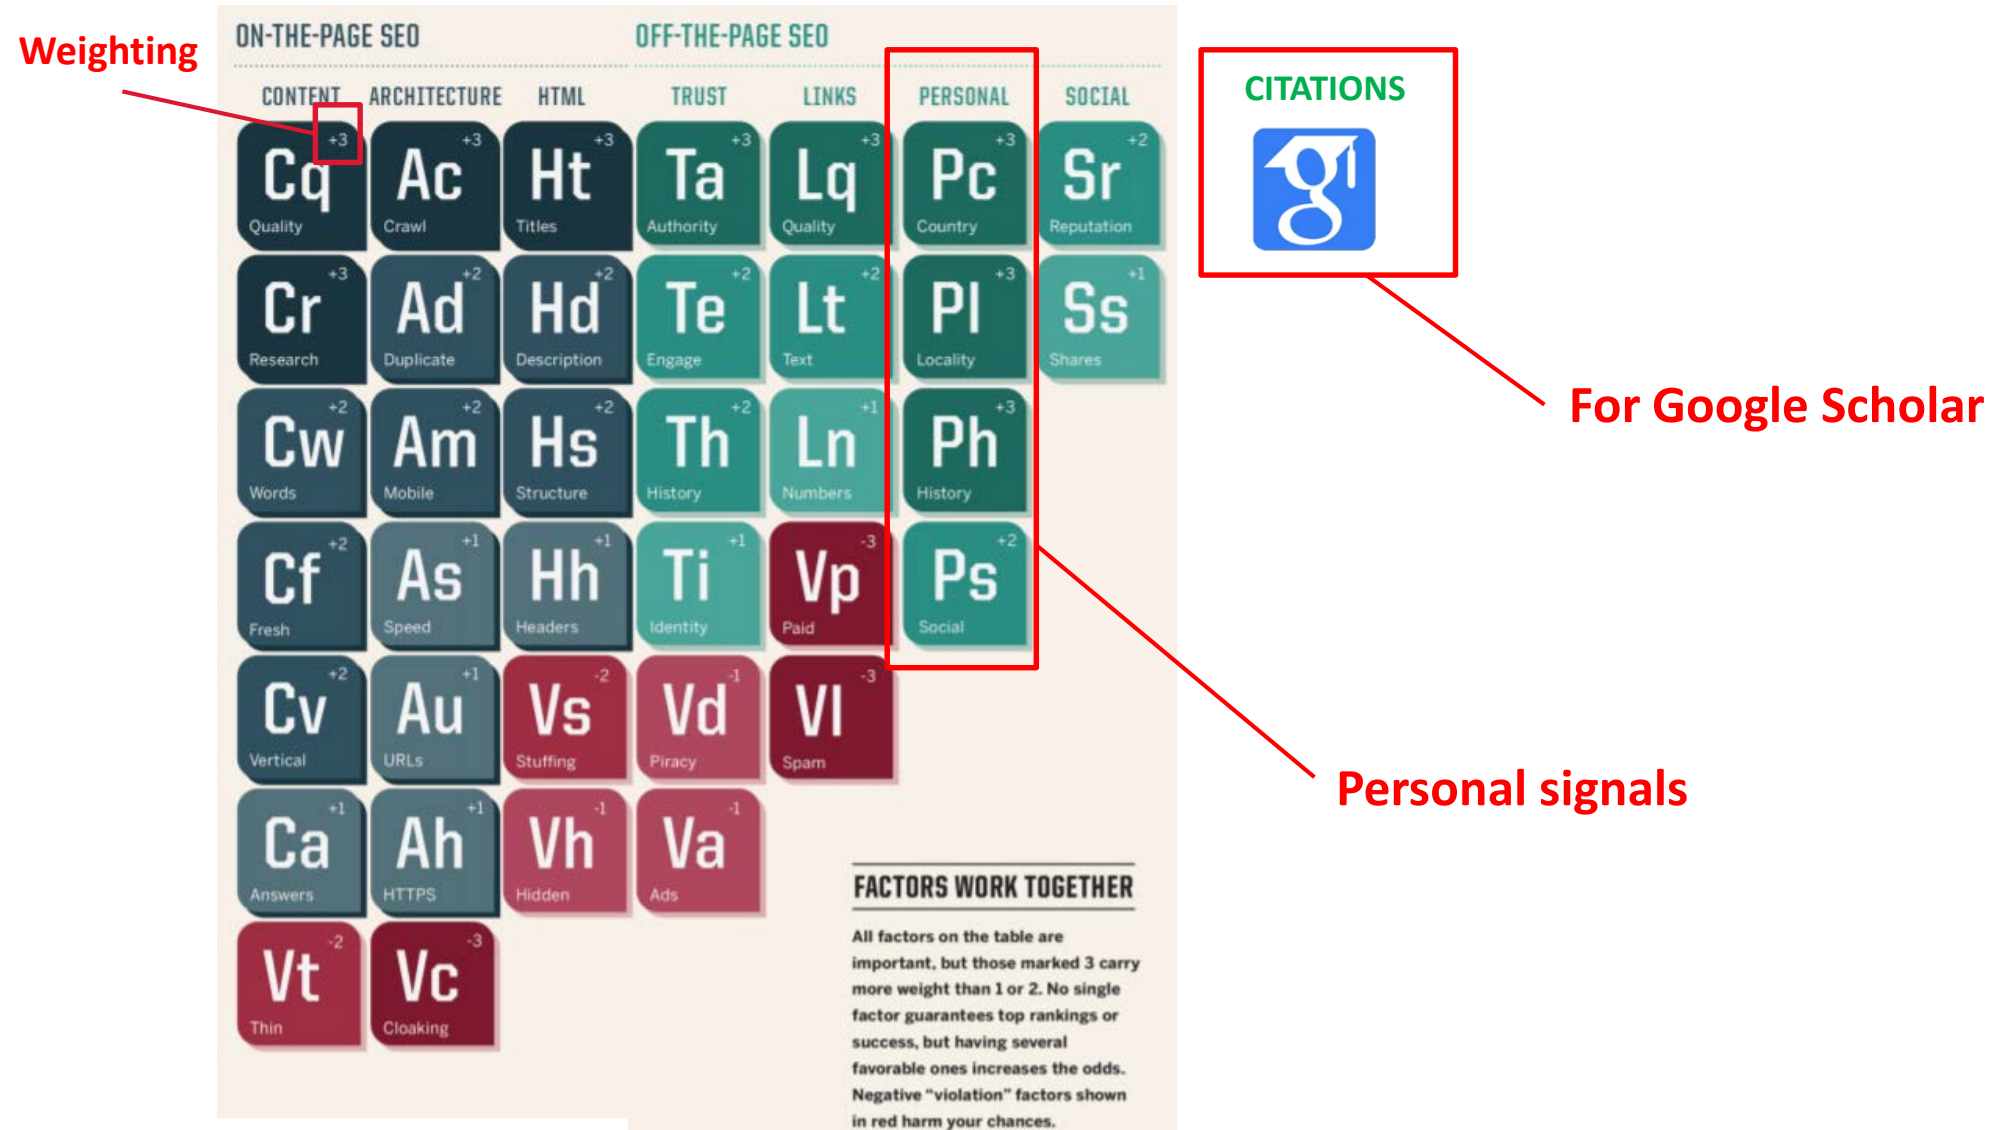 Weighting
ON-THE-PAGE SEO
OFF-THE-PAGE SEO
CONTENT ARCHITECTURE HTML TRUST LINKS PERSONAL SOCIAL
CITATIONS
+3 +3 +3 +3 +3 +3 +2
Cq Ac Ht Ta Lq Pc Sr
Quality Crawl Titles Authority Quality Country Reputation
+3 +2 +2 +2 +2 +3 +1
Cr Ad Hd Te Lt Pl Ss
Research Duplicate Description Engage Text Locality Shares
For Google Scholar
+2 +2 +2 +2 +1 +3
Cw Am Hs Th Ln Ph
Words Mobile Structure History Numbers History
+2 +1 +1 +1 -3 +2
Cf As Hh Ti Vp Ps
Fresh Speed Headers Identity Paid Social
+2 +1 -2 -1 -3
Cv Au Vs Vd Vl
Vertical URLs Stuffing Piracy Spam
Personal signals
+1 +1 -1 -1
Ca Ah Vh Va
Answers HTTPS Hidden Ads
-2 -3
Vt Vc
Thin Cloaking
FACTORS WORK TOGETHER
All factors on the table are
important, but those marked 3 carry
more weight than 1 or 2. No single
factor guarantees top rankings or
success, but having several
favorable ones increases the odds.
Negative “violation” factors shown
in red harm your chances.